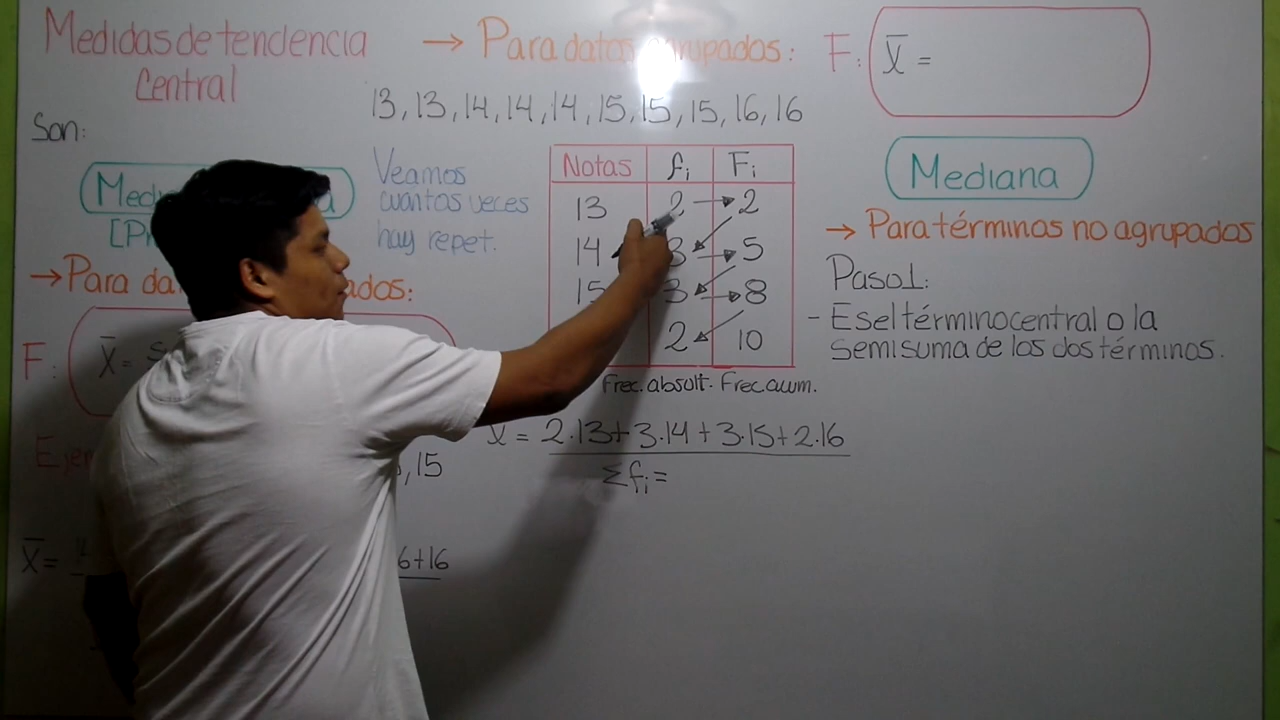 Medidas de tendencia
Central
Son:
[P
→ Para da ados:
F: X̄ =
Ejem
, 15
X̄ =
6+16
→ Para datos agrupados:
13, 13, 14, 14, 14, 15, 15, 15, 16, 16
Veamos
cuantas veces
hay repet.
Notas fᵢ Fᵢ
13 2 → 2
14 3 → 5
15 3 → 8
2 10
Frec. absolt. Frec. acum.
X̄ = 2.13+3.14+3.15+2.16
Σfᵢ=
F: X̄ =
Mediana
→ Para términos no agrupados
Paso 1:
- Es el término central o la
semisuma de los dos términos.